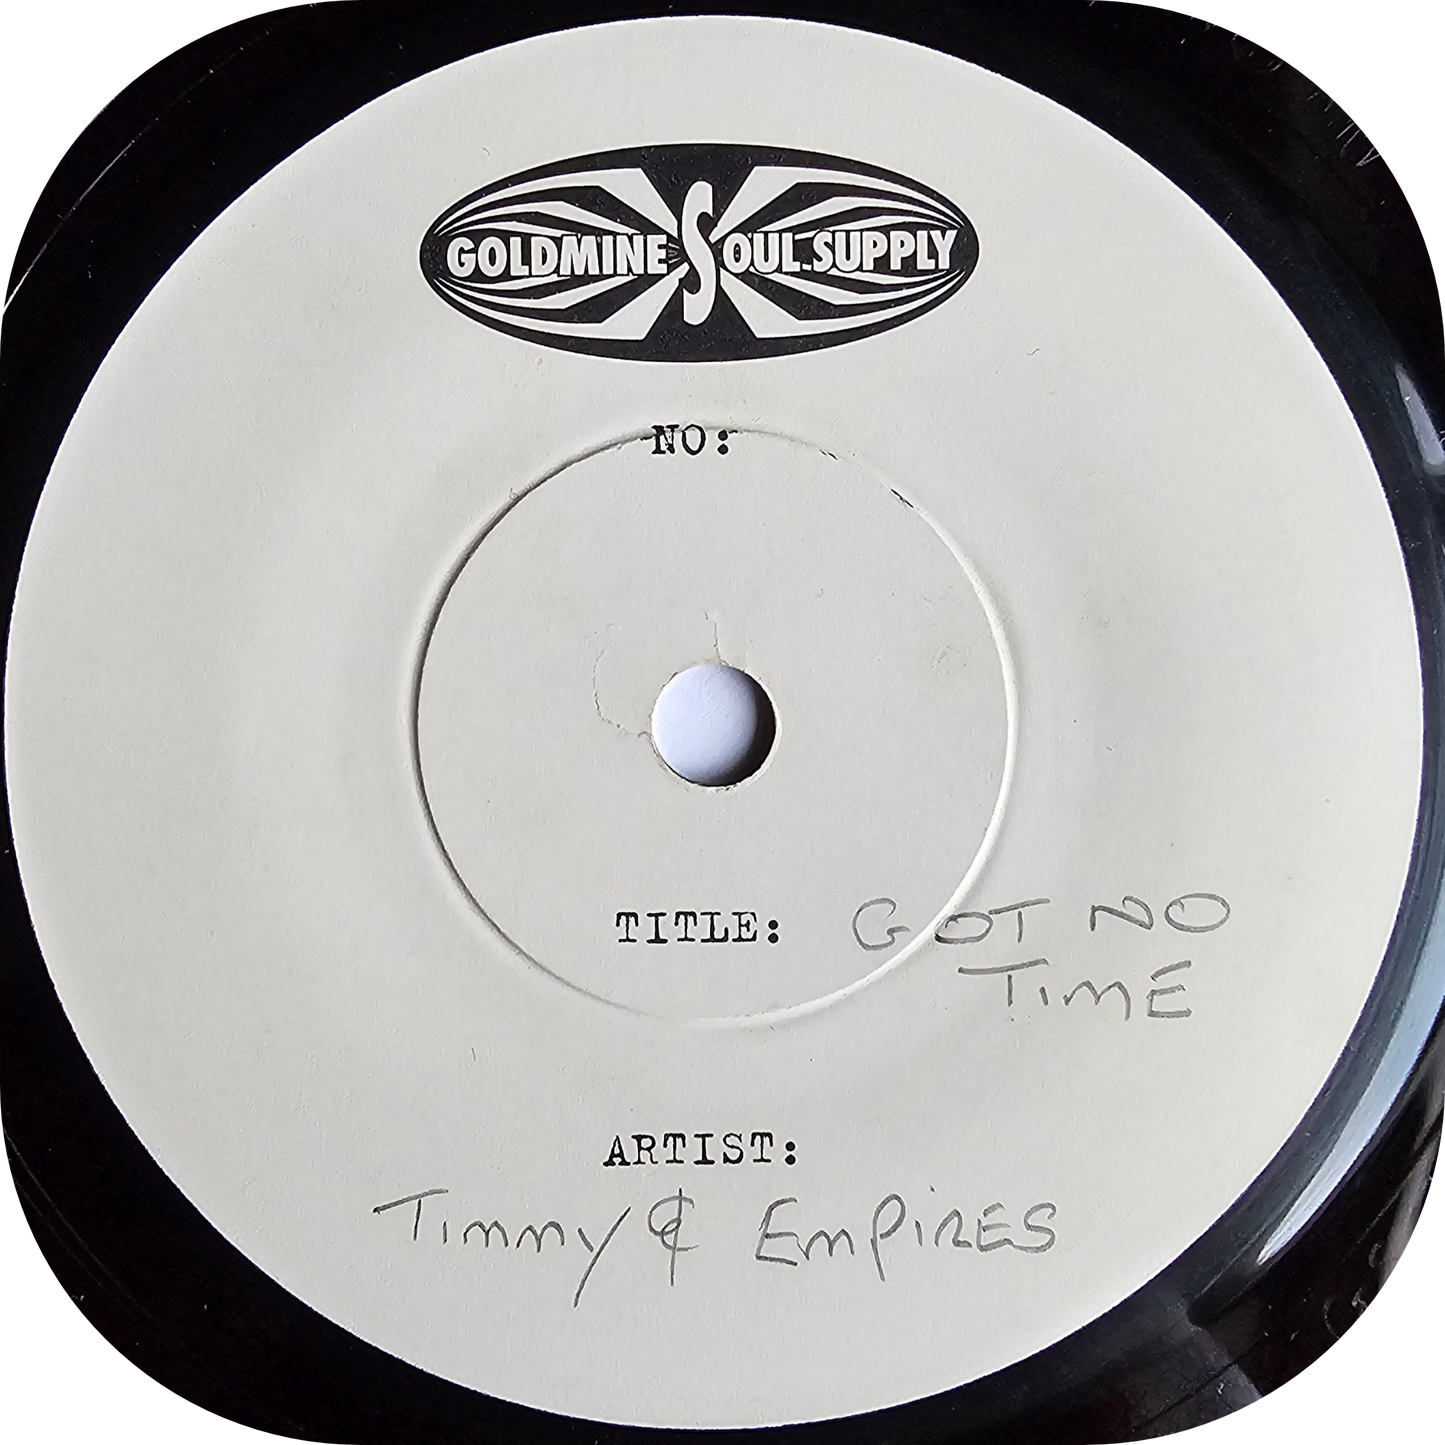 GOLDMINE SOUL SUPPLY
NO:
TITLE: GOT NO
TIME
ARTIST:
Timmy & EmPiRES